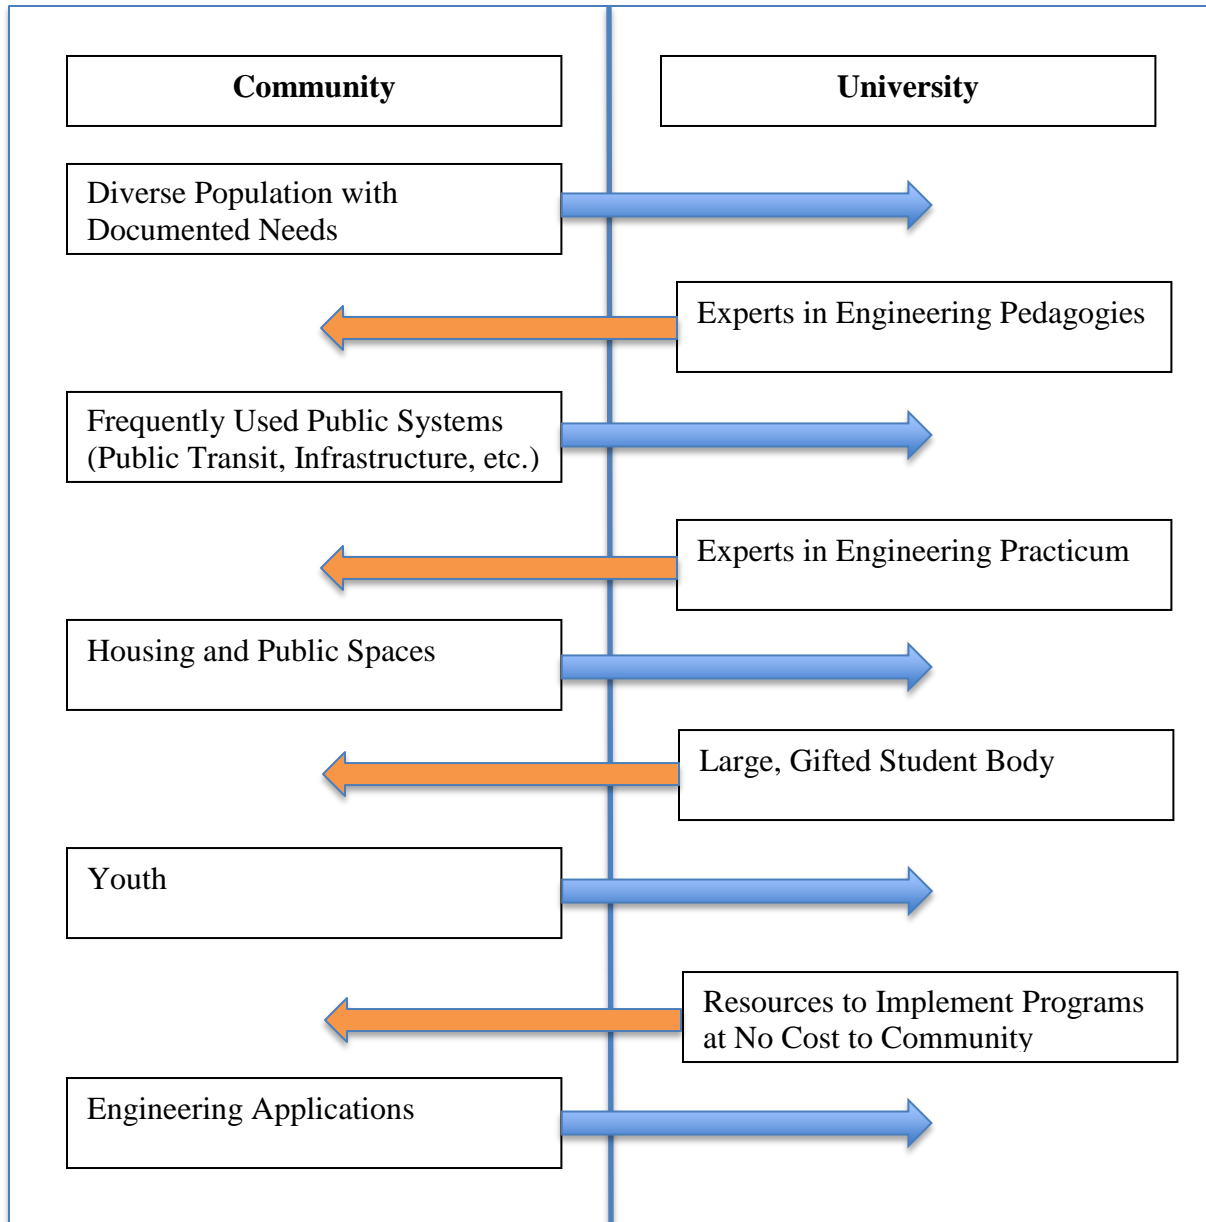 Community
University
Diverse Population with
Documented Needs
Experts in Engineering Pedagogies
Frequently Used Public Systems
(Public Transit, Infrastructure, etc.)
Experts in Engineering Practicum
Housing and Public Spaces
Large, Gifted Student Body
Youth
Resources to Implement Programs
at No Cost to Community
Engineering Applications